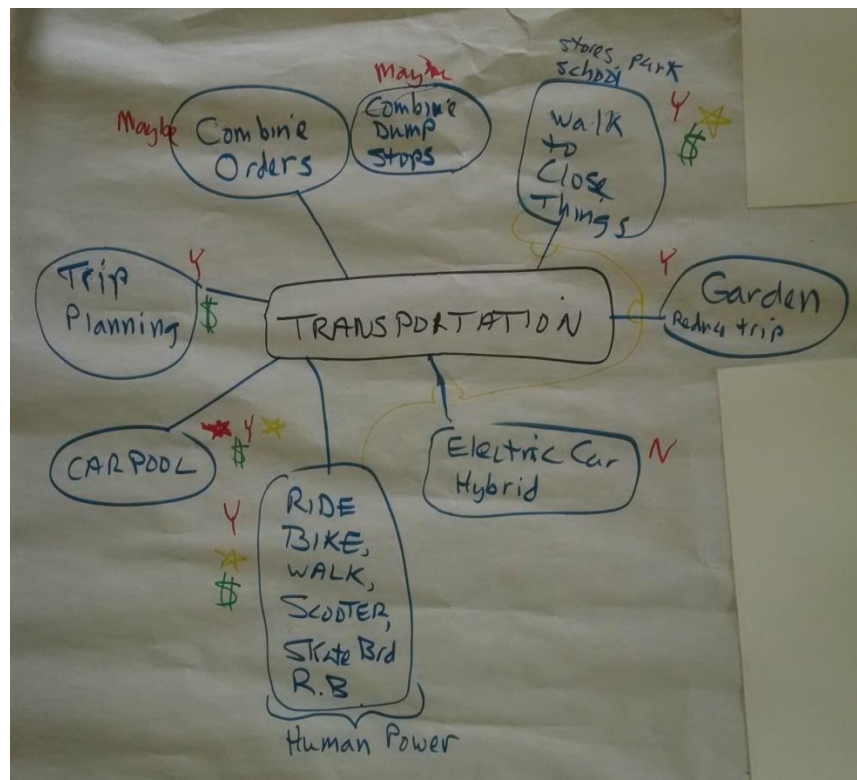 stores park
School
Maybe
Combine
Dump
Stops
Maybe
Combine
Orders
Walk
to
Close
Things
Y
$
Trip
Planning
Y
$
TRANSPORTATION
Y
Garden
trip
CARPOOL
Y
$
Electric Car
Hybrid
N
Y
$
RIDE
BIKE,
WALK,
SCOOTER,
Skate Brd
R.B
Human Power